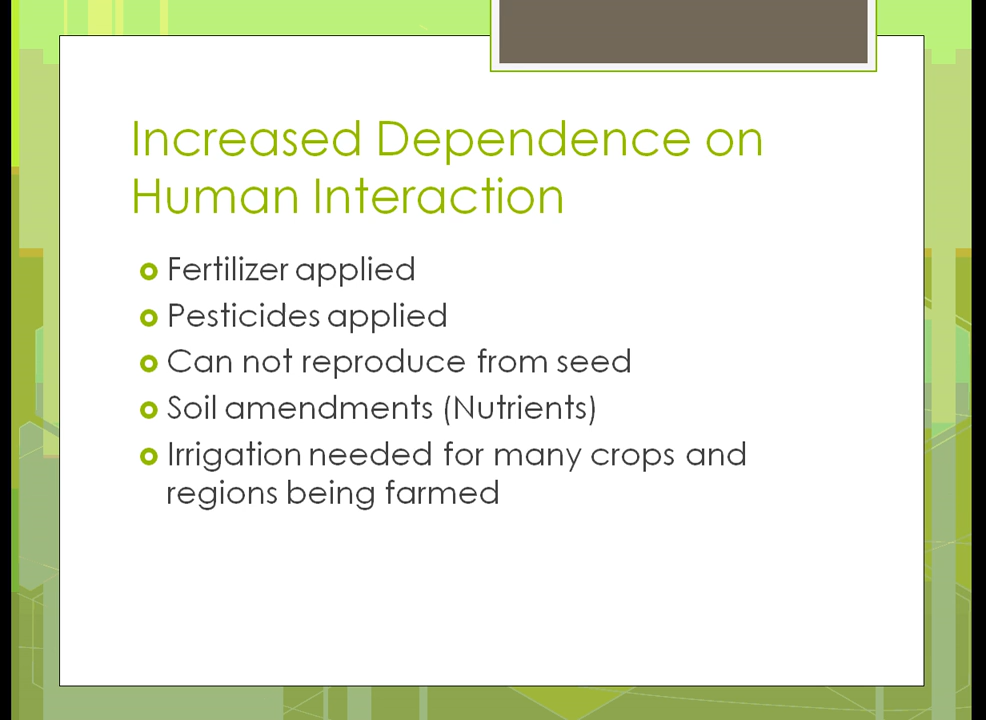 Increased Dependence on
Human Interaction
Fertilizer applied
Pesticides applied
Can not reproduce from seed
Soil amendments (Nutrients)
Irrigation needed for many crops and
regions being farmed